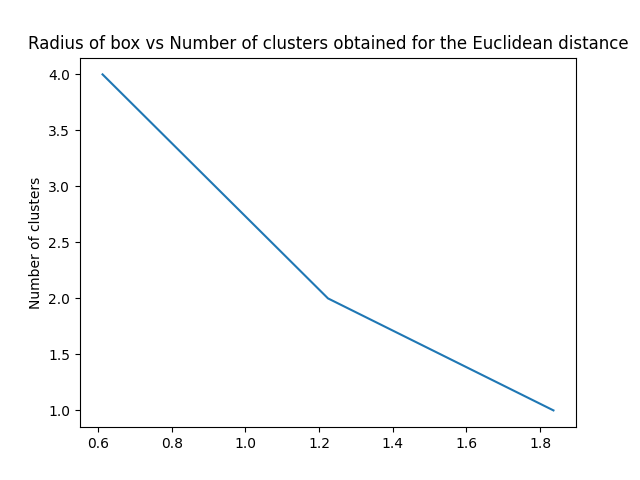 Radius of box vs Number of clusters obtained for the Euclidean distance
Number of clusters
4.0
3.5
3.0
2.5
2.0
1.5
1.0
0.6 0.8 1.0 1.2 1.4 1.6 1.8